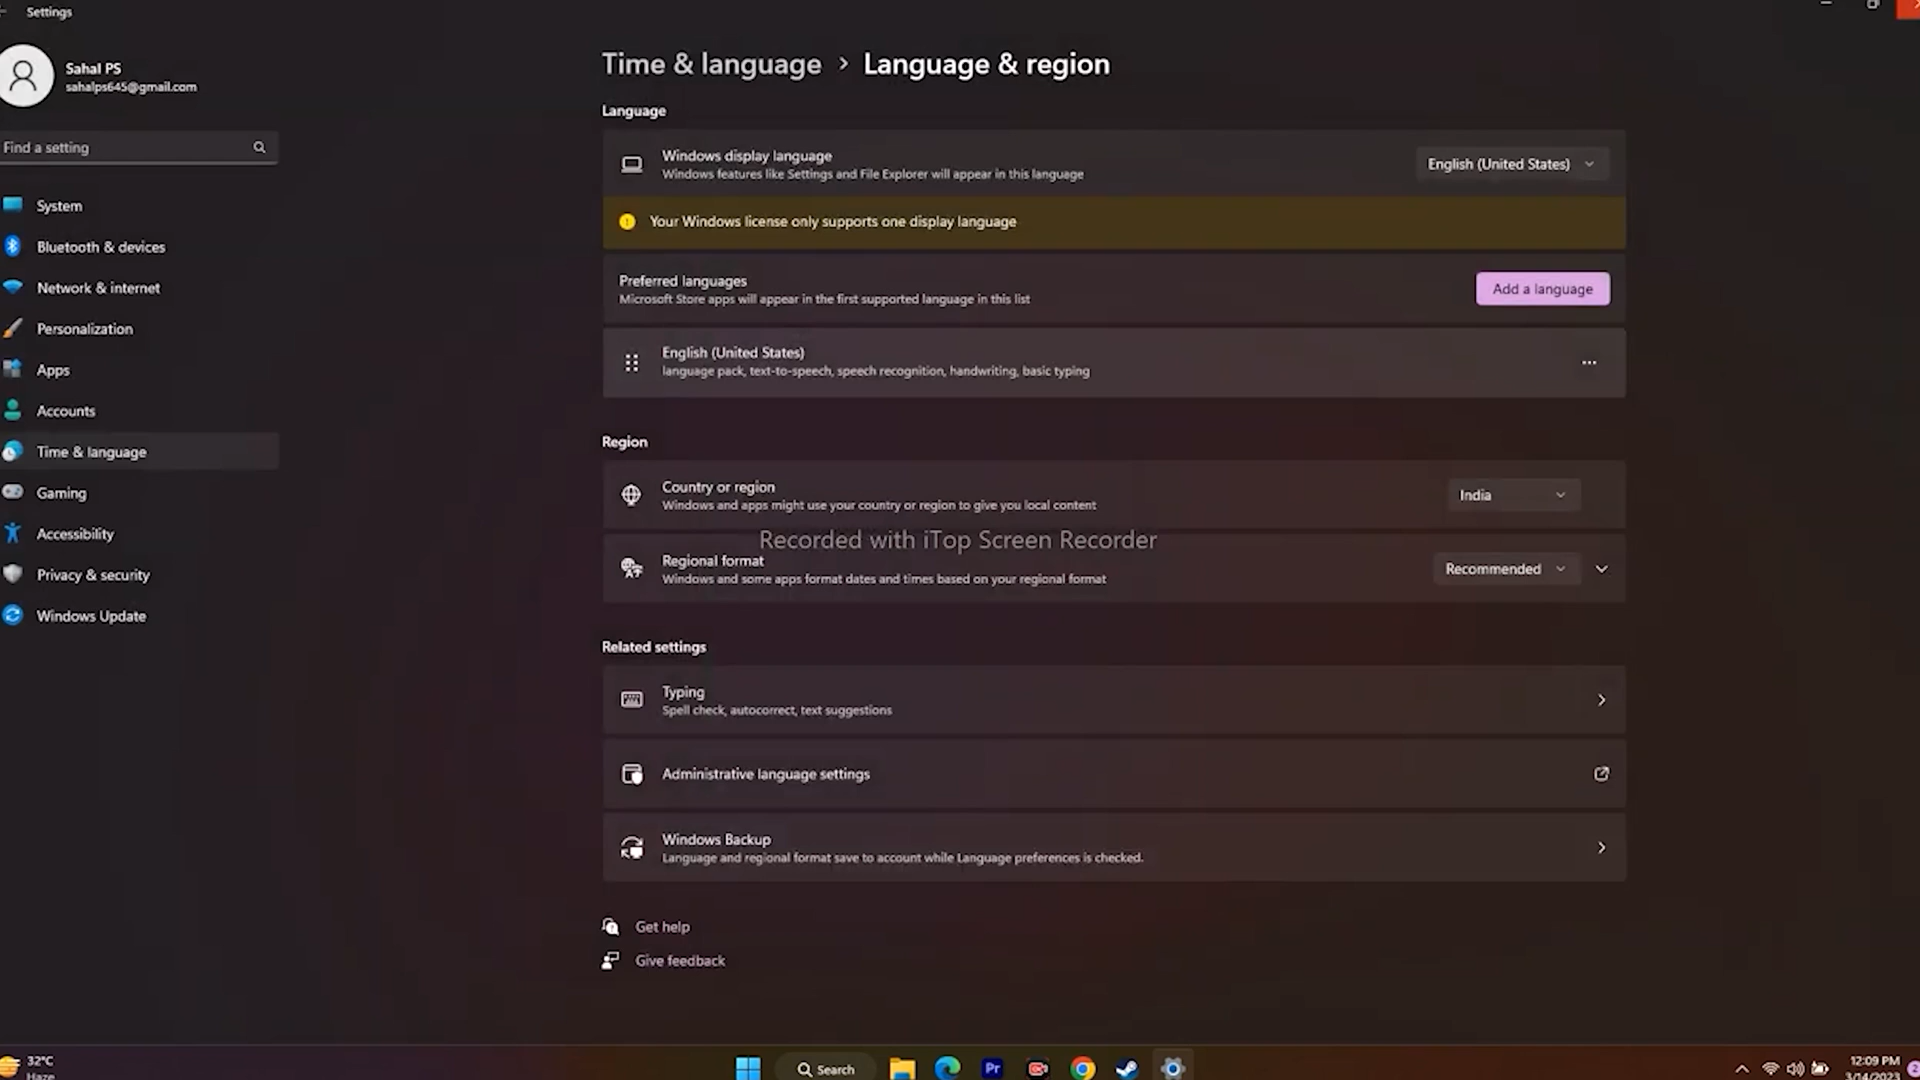 Settings
Sahal PS
sahalps645@gmail.com
Find a setting
System
Bluetooth & devices
Network & internet
Personalization
Apps
Accounts
Time & language
Gaming
Accessibility
Privacy & security
Windows Update
Time & language > Language & region
Language
Windows display language
Windows features like Settings and File Explorer will appear in this language
English (United States)
Your Windows license only supports one display language
Preferred languages
Microsoft Store apps will appear in the first supported language in this list
Add a language
English (United States)
language pack, text-to-speech, speech recognition, handwriting, basic typing
Region
Country or region
Windows and apps might use your country or region to give you local content
India
Recorded with iTop Screen Recorder
Regional format
Windows and some apps format dates and times based on your regional format
Recommended
Related settings
Typing
Spell check, autocorrect, text suggestions
Administrative language settings
Windows Backup
Language and regional format save to account while Language preferences is checked.
Get help
Give feedback
32°C
Haze
Search
Pr
12:09 PM
3/14/2023
2